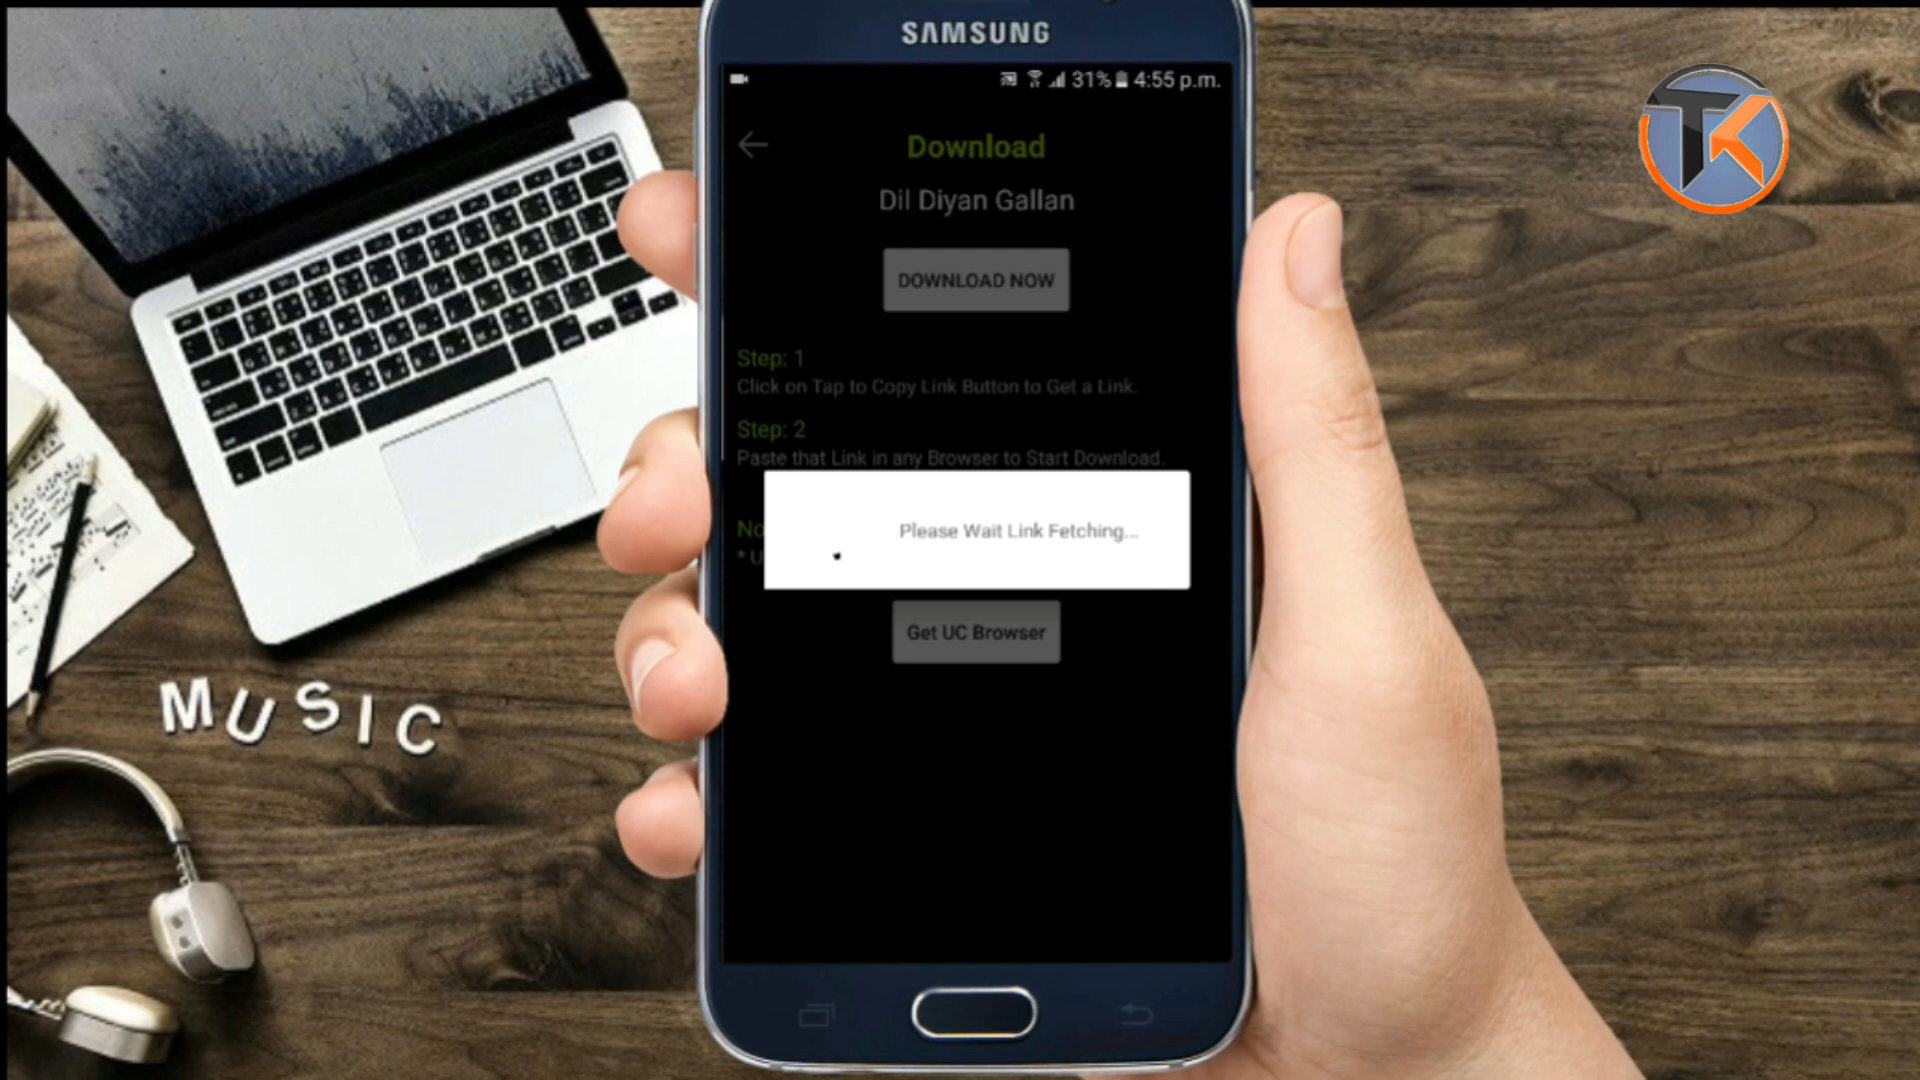 SAMSUNG
31% 4:55 p.m.
Download
Dil Diyan Gallan
DOWNLOAD NOW
Step: 1
Click on Tap to Copy Link Button to Get a Link.
Step: 2
Paste that Link in any Browser to Start Download.
No
* U
Please Wait Link Fetching...
Get UC Browser
MUSIC
TK